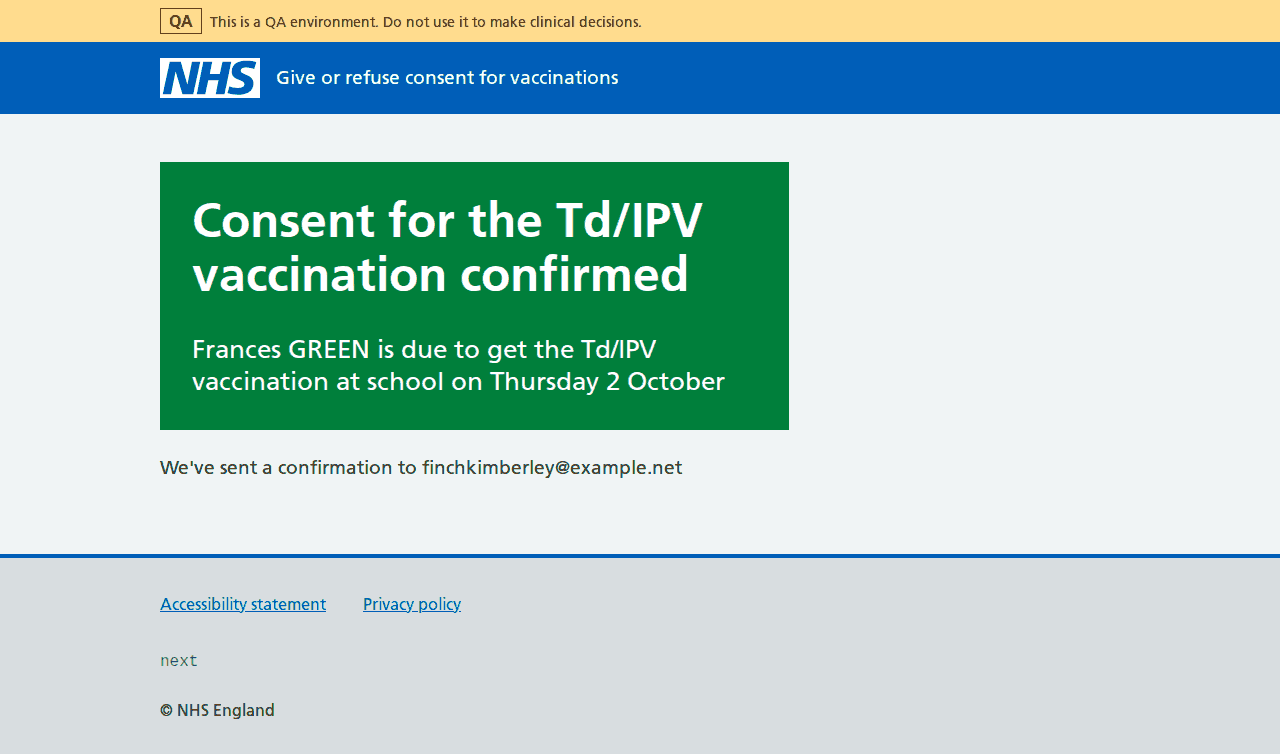 QA This is a QA environment. Do not use it to make clinical decisions.
NHS Give or refuse consent for vaccinations
Consent for the Td/IPV
vaccination confirmed
Frances GREEN is due to get the Td/IPV
vaccination at school on Thursday 2 October
We've sent a confirmation to finchkimberley@example.net
Accessibility statement Privacy policy
next
© NHS England